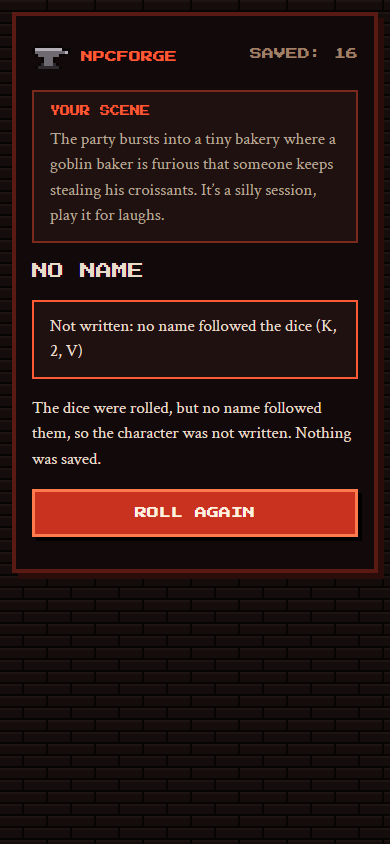 NPCFORGE
SAVED: 16
YOUR SCENE
The party bursts into a tiny bakery where a
goblin baker is furious that someone keeps
stealing his croissants. It's a silly session,
play it for laughs.
NO NAME
Not written: no name followed the dice (K,
2, V)
The dice were rolled, but no name followed
them, so the character was not written. Nothing
was saved.
ROLL AGAIN